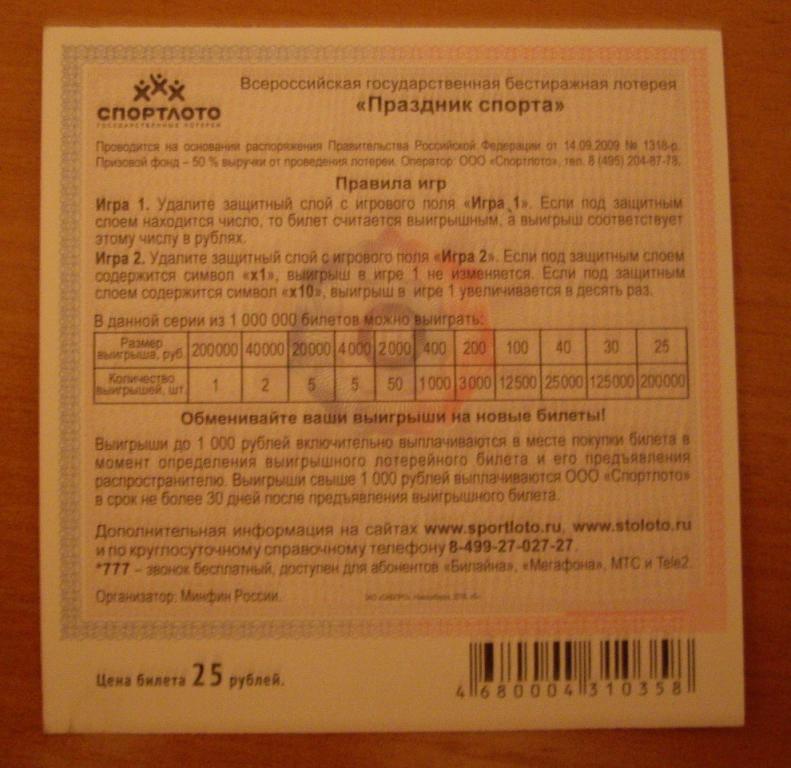 СПОРТЛОТО
ГОСУДАРСТВЕННЫЕ ЛОТЕРЕИ
Всероссийская государственная бестиражная лотерея
«Праздник спорта»
Проводится на основании распоряжения Правительства Российской Федерации от 14.09.2009 № 1318-р.
Призовой фонд – 50 % выручки от проведения лотереи. Оператор: ООО «Спортлото», тел. 8 (495) 204-87-78.
Правила игр
Игра 1. Удалите защитный слой с игрового поля «Игра 1». Если под защитным
слоем находится число, то билет считается выигрышным, а выигрыш соответствует
этому числу в рублях.
Игра 2. Удалите защитный слой с игрового поля «Игра 2». Если под защитным слоем
содержится символ «х1», выигрыш в игре 1 не изменяется. Если под защитным
слоем содержится символ «х10», выигрыш в игре 1 увеличивается в десять раз.
В данной серии из 1 000 000 билетов можно выиграть:
Размер выигрыша, руб. 200000 40000 20000 4 000 2 000 400 200 100 40 30 25
Количество выигрышей, шт. 1 2 5 5 50 1 000 3 000 12500 25000 125000 200000
Обменивайте ваши выигрыши на новые билеты!
Выигрыши до 1 000 рублей включительно выплачиваются в месте покупки билета в
момент определения выигрышного лотерейного билета и его предъявления
распространителю. Выигрыши свыше 1 000 рублей выплачиваются ООО «Спортлото»
в срок не более 30 дней после предъявления выигрышного билета.
Дополнительная информация на сайтах www.sportloto.ru, www.stoloto.ru
и по круглосуточному справочному телефону 8-499-27-027-27.
*777 – звонок бесплатный, доступен для абонентов «Билайна», «Мегафона», МТС и Tele2.
Организатор: Минфин России.
Цена билета 25 рублей.
4 680004 310358